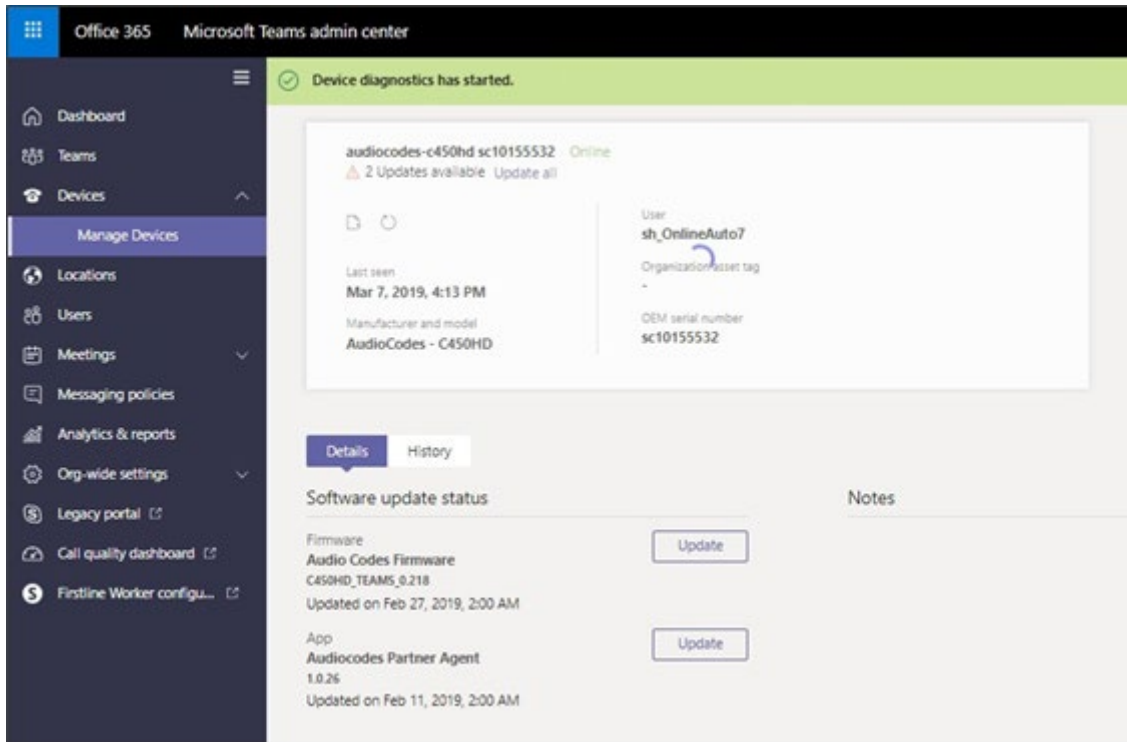 Office 365 Microsoft Teams admin center
Device diagnostics has started.
Dashboard
Teams
Devices
Manage Devices
Locations
Users
Meetings
Messaging policies
Analytics & reports
Org-wide settings
Legacy portal
Call quality dashboard
Firstline Worker configu...
audiocodes-c450hd sc10155532 Online
2 Updates available Update all
Last seen
Mar 7, 2019, 4:13 PM
Manufacturer and model
AudioCodes - C450HD
User
sh_OnlineAuto7
Organization asset tag
-
OEM serial number
sc10155532
Details History
Software update status
Firmware
Audio Codes Firmware
C450HD_TEAMS_0.218
Updated on Feb 27, 2019, 2:00 AM
Update
App
Audiocodes Partner Agent
1.0.26
Updated on Feb 11, 2019, 2:00 AM
Update
Notes